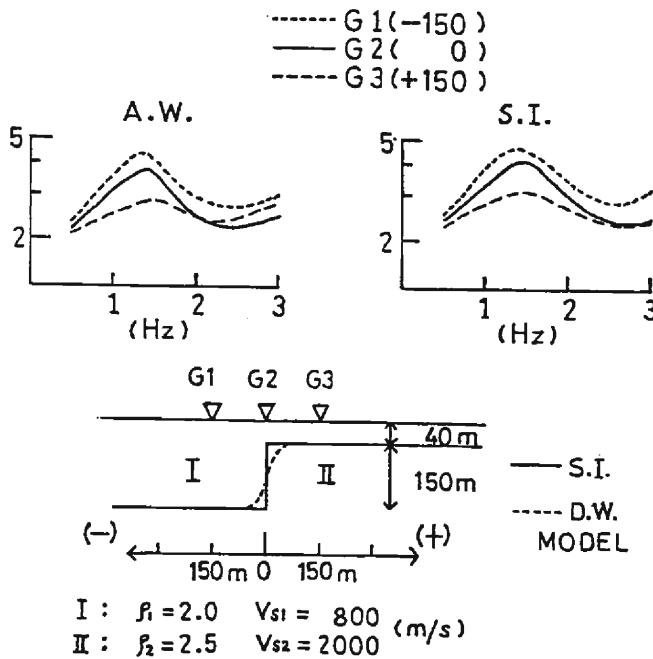 G1(-150)
G2( 0)
G3(+150)
A.W.
S.I.
5
2
1 2 3
(Hz)
5
2
1 2 3
(Hz)
G1 G2 G3
40m
I
II
150m
S.I.
D.W.
MODEL
(-)
(+)
150m 0 150m
I : ρ₁=2.0 Vs1= 800 (m/s)
II : ρ₂=2.5 Vs2=2000